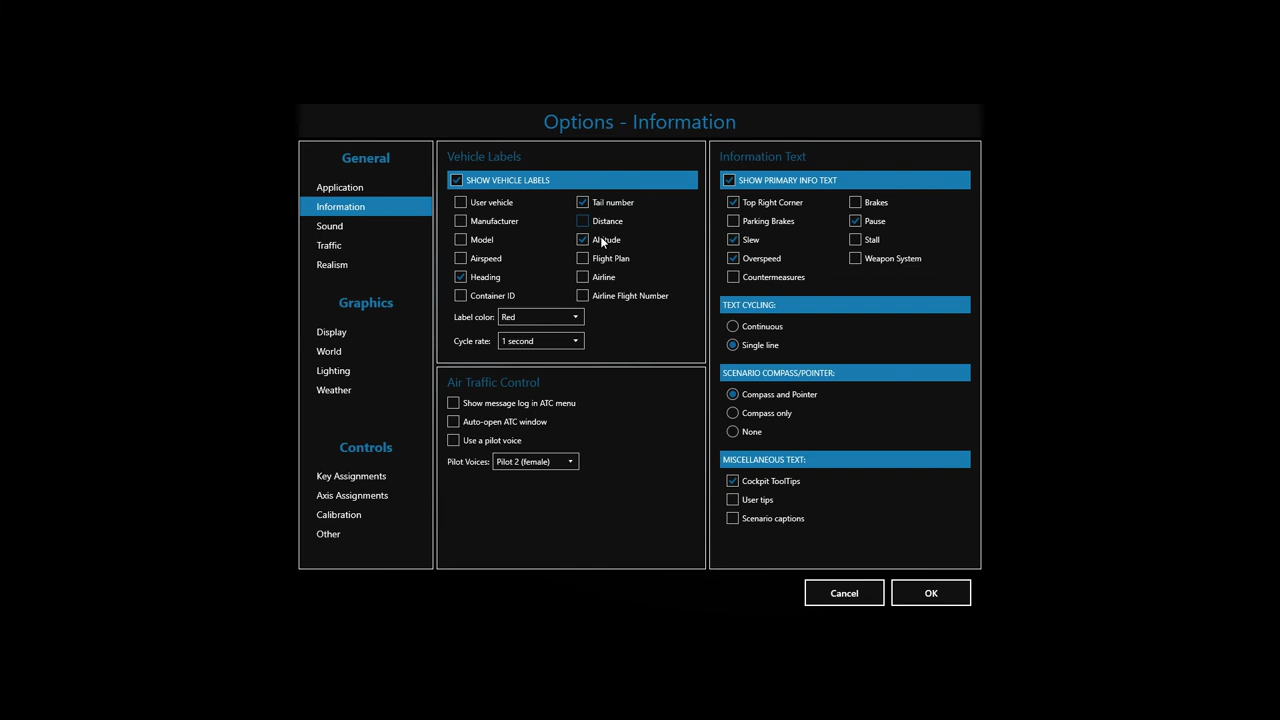 Options - Information
General
Application
Information
Sound
Traffic
Realism
Graphics
Display
World
Lighting
Weather
Controls
Key Assignments
Axis Assignments
Calibration
Other
Vehicle Labels
SHOW VEHICLE LABELS
User vehicle
Tail number
Manufacturer
Distance
Model
Altitude
Airspeed
Flight Plan
Heading
Airline
Container ID
Airline Flight Number
Label color: Red
Cycle rate: 1 second
Air Traffic Control
Show message log in ATC menu
Auto-open ATC window
Use a pilot voice
Pilot Voices: Pilot 2 (female)
Information Text
SHOW PRIMARY INFO TEXT
Top Right Corner
Brakes
Parking Brakes
Pause
Slew
Stall
Overspeed
Weapon System
Countermeasures
TEXT CYCLING:
Continuous
Single line
SCENARIO COMPASS/POINTER:
Compass and Pointer
Compass only
None
MISCELLANEOUS TEXT:
Cockpit ToolTips
User tips
Scenario captions
Cancel
OK